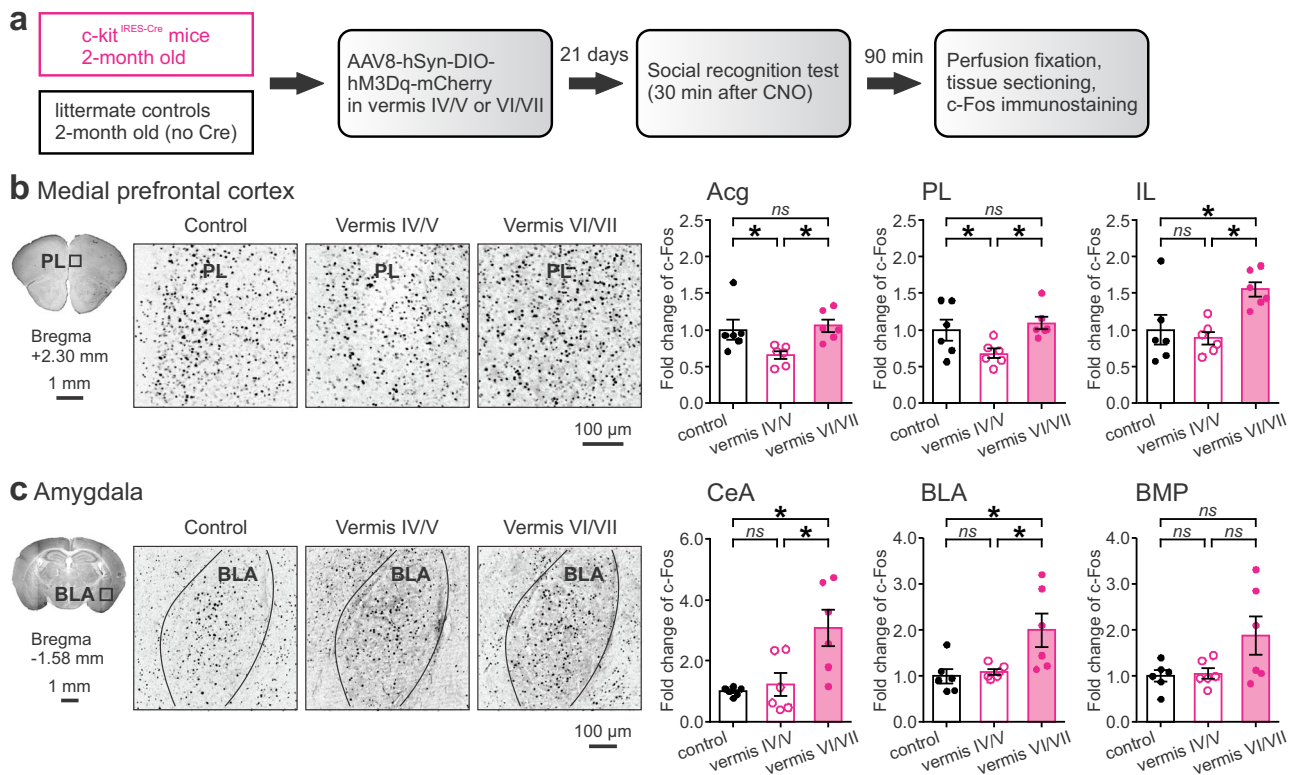 a
c-kit IRES-Cre mice
2-month old
littermate controls
2-month old (no Cre)
AAV8-hSyn-DIO-
hM3Dq-mCherry
in vermis IV/V or VI/VII
21 days
Social recognition test
(30 min after CNO)
90 min
Perfusion fixation,
tissue sectioning,
c-Fos immunostaining
b Medial prefrontal cortex
PL
Bregma
+2.30 mm
1 mm
Control
Vermis IV/V
Vermis VI/VII
PL
PL
PL
100 µm
Acg
Fold change of c-Fos
2.5
2.0
1.5
1.0
0.5
0.0
ns
* *
control
vermis IV/V
vermis VI/VII
PL
Fold change of c-Fos
2.5
2.0
1.5
1.0
0.5
0.0
ns
* *
control
vermis IV/V
vermis VI/VII
IL
Fold change of c-Fos
2.5
2.0
1.5
1.0
0.5
0.0
*
ns *
control
vermis IV/V
vermis VI/VII
c Amygdala
BLA
Bregma
-1.58 mm
1 mm
Control
Vermis IV/V
Vermis VI/VII
BLA
BLA
BLA
100 µm
CeA
Fold change of c-Fos
6.0
4.0
2.0
0.0
*
ns *
control
vermis IV/V
vermis VI/VII
BLA
Fold change of c-Fos
4.0
3.0
2.0
1.0
0.0
*
ns *
control
vermis IV/V
vermis VI/VII
BMP
Fold change of c-Fos
4.0
3.0
2.0
1.0
0.0
ns
ns ns
control
vermis IV/V
vermis VI/VII